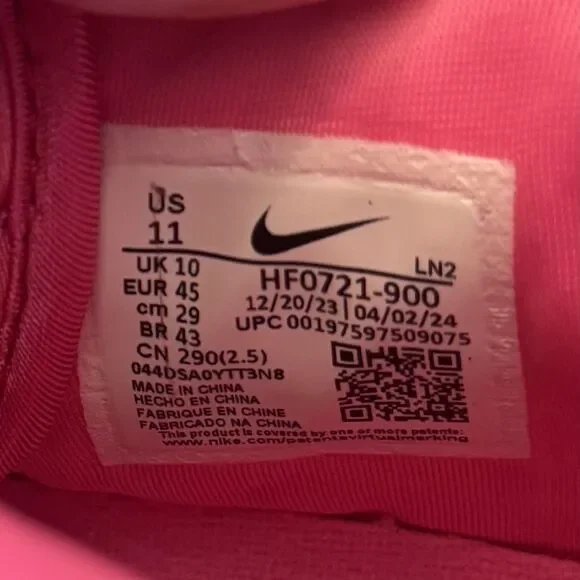 US
11
LN2
UK 10
EUR 45
cm 29
BR 43
CN 290(2.5)
HF0721-900
12/20/23 | 04/02/24
UPC 00197597509075
044DSA0YTT3N8
MADE IN CHINA
HECHO EN CHINA
FABRIQUE EN CHINE
FABRICADO NA CHINA
This product is covered by one or more patents:
www.nike.com/patentsvirtualmarking